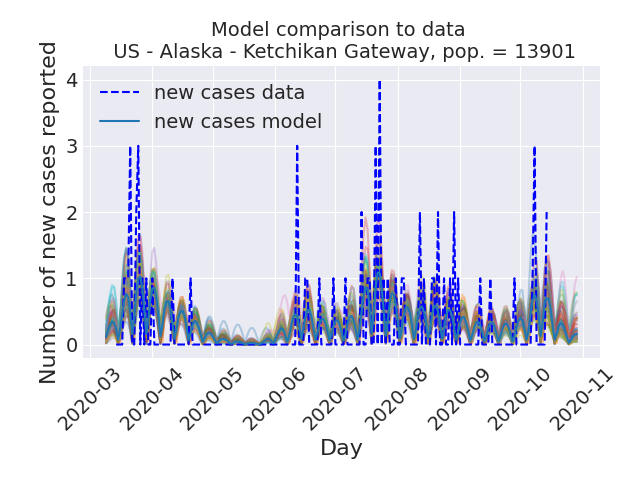 Model comparison to data
US - Alaska - Ketchikan Gateway, pop. = 13901
Number of new cases reported
4
3
2
1
0
new cases data
new cases model
2020-03
2020-04
2020-05
2020-06
2020-07
2020-08
2020-09
2020-10
2020-11
Day